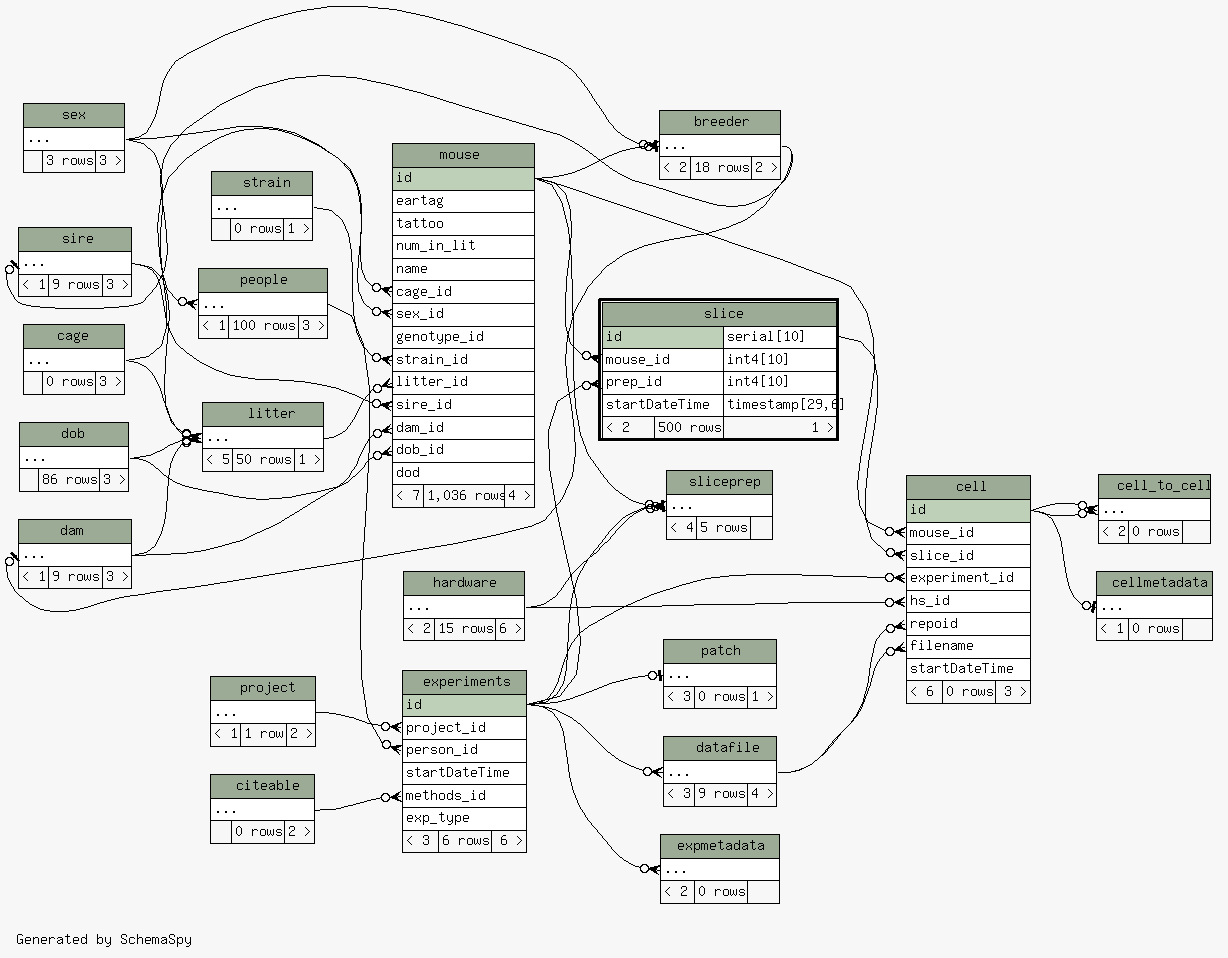 sex
...
3 rows 3 >
sire
...
< 1 9 rows 3 >
cage
...
0 rows 3 >
dob
...
86 rows 3 >
dam
...
< 1 9 rows 3 >
strain
...
0 rows 1 >
people
...
< 1 100 rows 3 >
litter
...
< 5 50 rows 1 >
project
...
< 1 1 row 2 >
citeable
...
0 rows 2 >
mouse
id
eartag
tattoo
num_in_lit
name
cage_id
sex_id
genotype_id
strain_id
litter_id
sire_id
dam_id
dob_id
dod
< 7 1,036 rows 4 >
hardware
...
< 2 15 rows 6 >
experiments
id
project_id
person_id
startDateTime
methods_id
exp_type
< 3 6 rows 6 >
breeder
...
< 2 18 rows 2 >
slice
id serial[10]
mouse_id int4[10]
prep_id int4[10]
startDateTime timestamp[29,6]
< 2 500 rows 1 >
sliceprep
...
< 4 5 rows
patch
...
< 3 0 rows 1 >
datafile
...
< 3 9 rows 4 >
expmetadata
...
< 2 0 rows
cell
id
mouse_id
slice_id
experiment_id
hs_id
repoid
filename
startDateTime
< 6 0 rows 3 >
cell_to_cell
...
< 2 0 rows
cellmetadata
...
< 1 0 rows
Generated by SchemaSpy